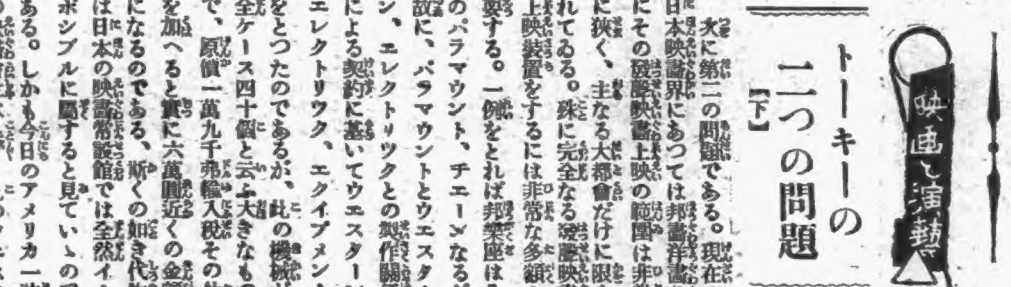 映画と演藝
トーキーの
二つの問題
【下】
次に第二の問題である。現在
日本映畫界にあつては邦畫洋畫
にその發聲映畫上映の範圍は非
に狹く、主なる大都會だけに限
れてゐる。殊に完全なる發聲映
上映裝置をするには非常な多額
要する。一例をとれば邦樂座は
のパラマウント、チエーンなるが
故に、パラマウントとウエスタ
ン、エレクトリツクとの製作關係
による契約に基いてウエスターン
エレクトリツク、エクイプメント
をとつたのであるが、此の機械が
全ケース四十個と云ふ大きなもの
で、原價一萬九千弗輸入稅その他
を加へると實に六萬圓近くの金額
になるのである、斯くの如き代物
は日本の映畫常設館では全然イ
ポシブルに屬すると見ていゝの
ある。しかも今日のアメリカ一